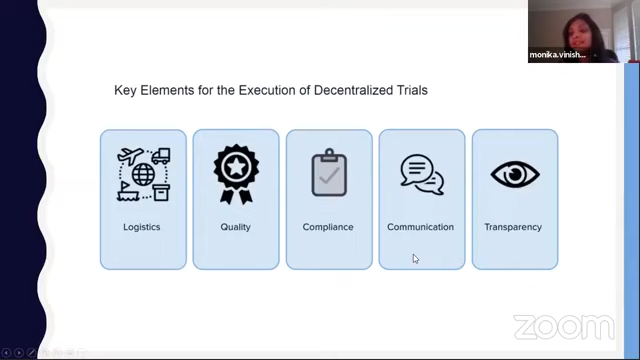 monika.vinish...
Key Elements for the Execution of Decentralized Trials
Logistics
Quality
Compliance
Communication
Transparency
zoom